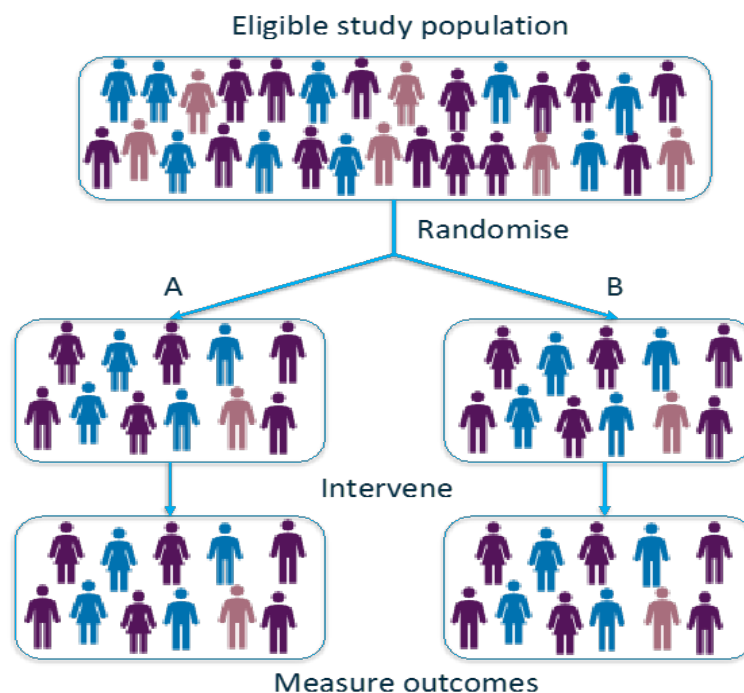 Eligible study population
Randomise
A
B
Intervene
Measure outcomes